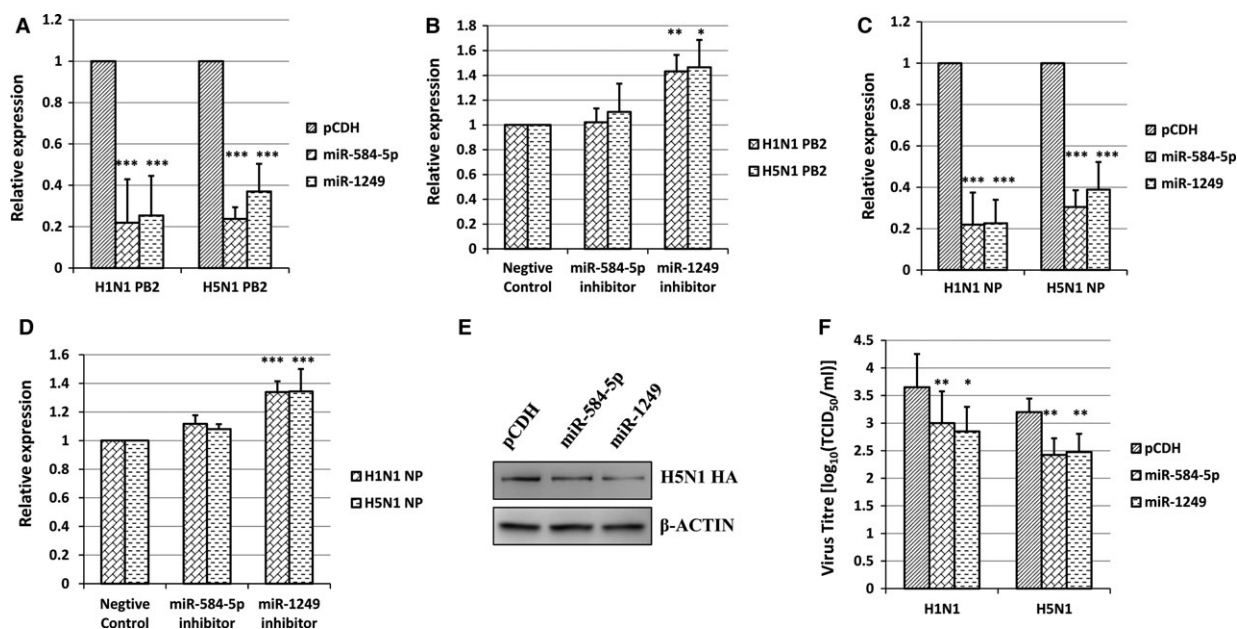 A
Relative expression
1.2
1
0.8
0.6
0.4
0.2
0
*** ***
*** ***
H1N1 PB2
H5N1 PB2
pCDH
miR-584-5p
miR-1249
B
Relative expression
1.8
1.6
1.4
1.2
1
0.8
0.6
0.4
0.2
0
** *
Negtive
Control
miR-584-5p
inhibitor
miR-1249
inhibitor
H1N1 PB2
H5N1 PB2
C
Relative expression
1.2
1
0.8
0.6
0.4
0.2
0
*** ***
*** ***
H1N1 NP
H5N1 NP
pCDH
miR-584-5p
miR-1249
D
Relative expression
1.6
1.4
1.2
1
0.8
0.6
0.4
0.2
0
*** ***
Negtive
Control
miR-584-5p
inhibitor
miR-1249
inhibitor
H1N1 NP
H5N1 NP
E
pCDH
miR-584-5p
miR-1249
H5N1 HA
β-ACTIN
F
Virus Titre [log10(TCID50/ml)]
4.5
4
3.5
3
2.5
2
1.5
1
0.5
0
** *
** **
H1N1
H5N1
pCDH
miR-584-5p
miR-1249